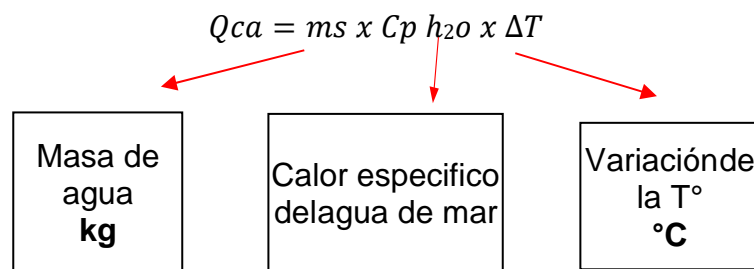 Qca = ms x Cp h₂o x ΔT
Masa de
agua
kg
Calor especifico
delagua de mar
Variaciónde
la T°
°C